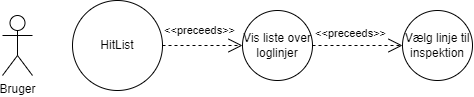 <<preceeds>>
<<preceeds>>
HitList
Vis liste over
loglinjer
Vælg linje til
inspektion
Bruger